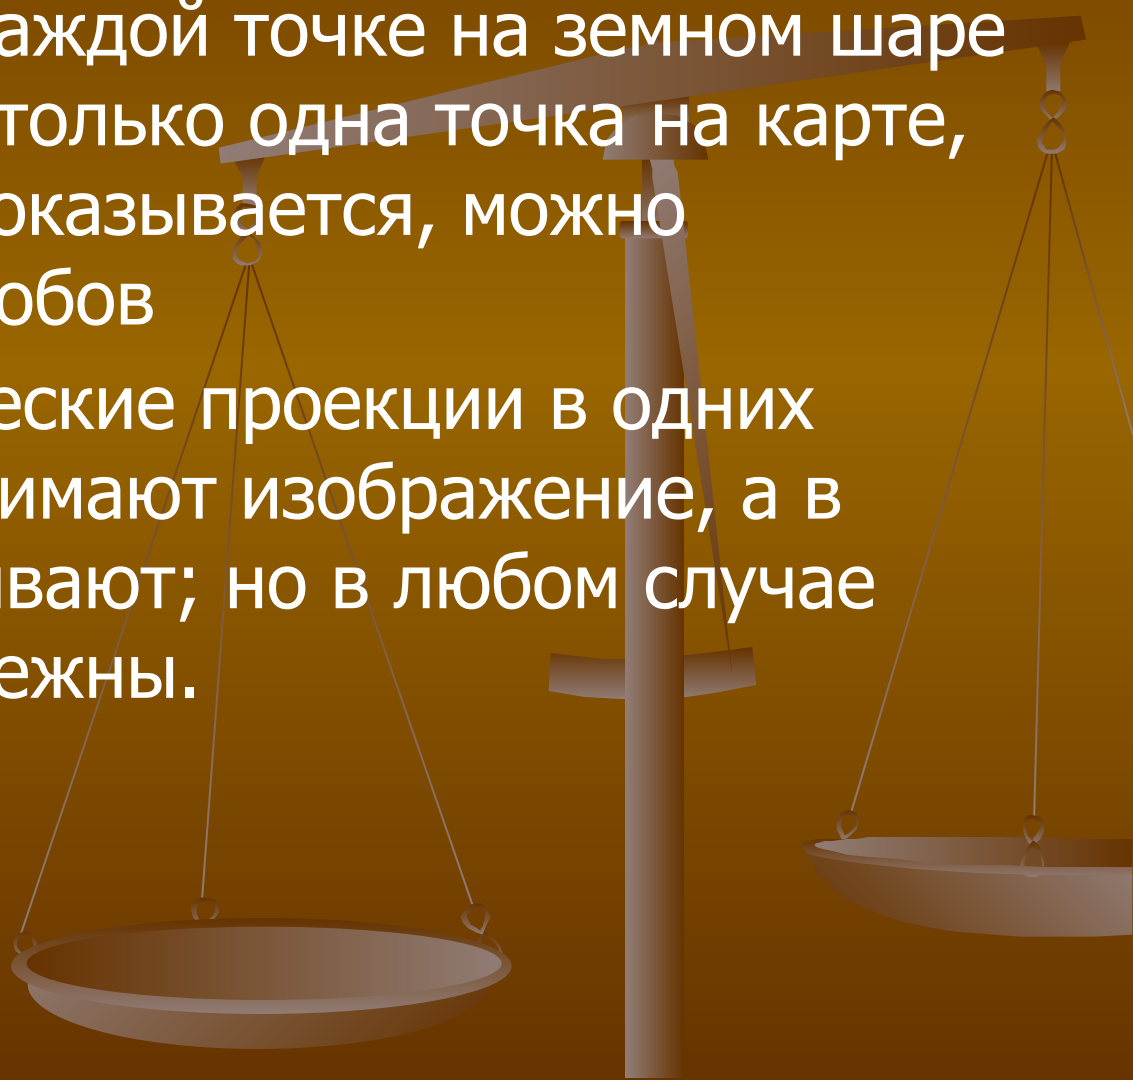 аждой точке на земном шаре
только одна точка на карте,
оказывается, можно
обов
еские проекции в одних
имают изображение, а в
вают; но в любом случае
ежны.